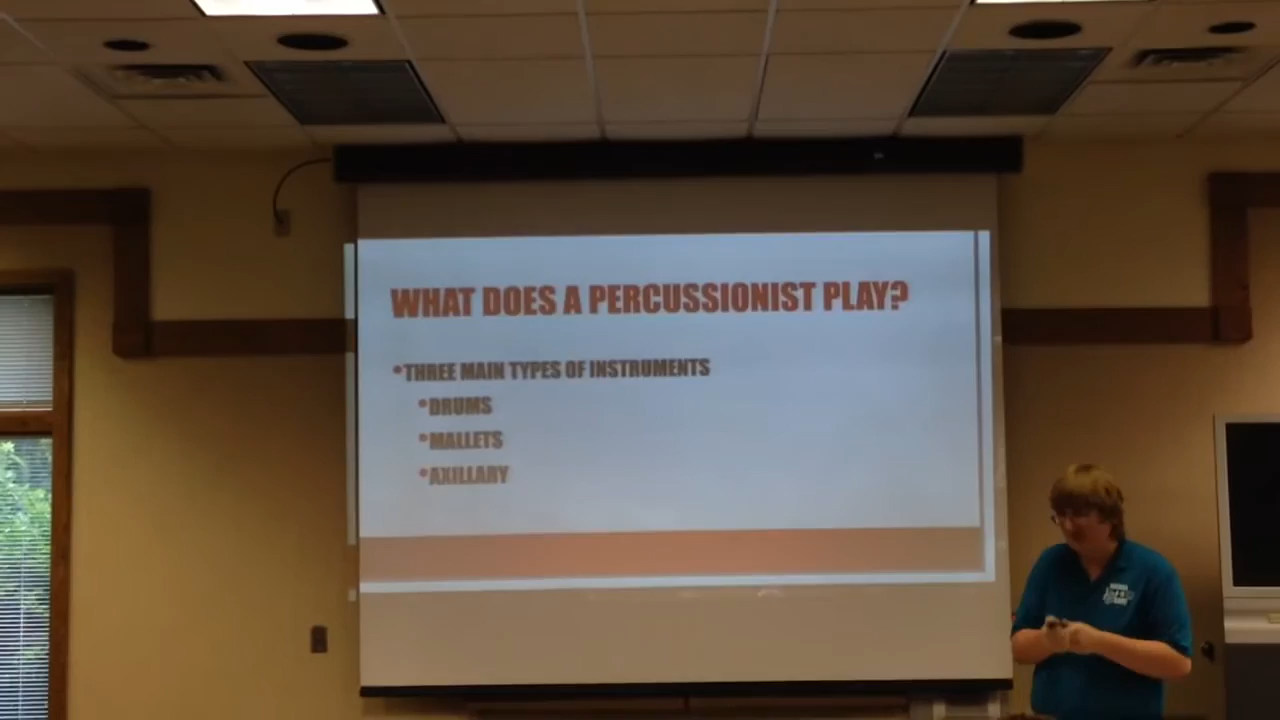 WHAT DOES A PERCUSSIONIST PLAY?
•THREE MAIN TYPES OF INSTRUMENTS
•DRUMS
•MALLETS
•AXILLARY